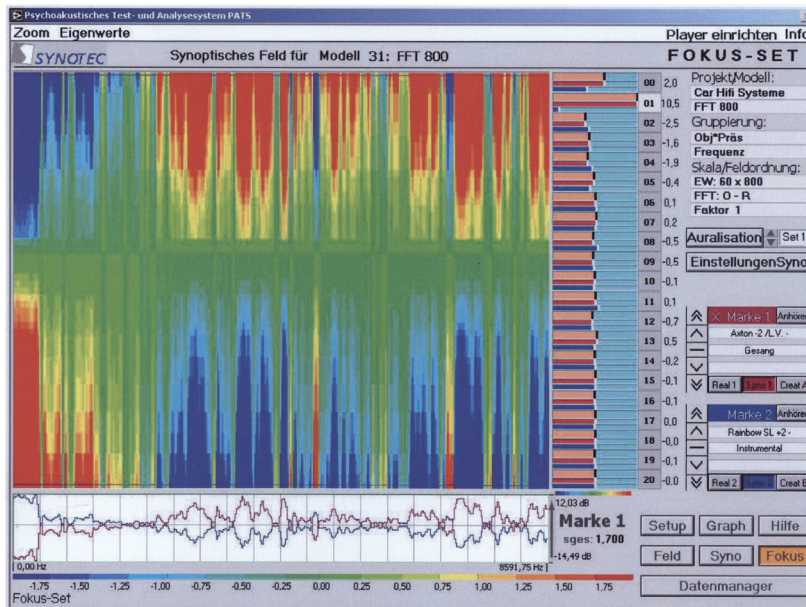 Psychoakustisches Test- und Analysesystem PATS
Zoom Eigenwerte
Player einrichten Info
SYNOTEC
Synoptisches Feld für Modell 31: FFT 800
FOKUS-SET
Projekt/Modell:
Car Hifi Systeme
FFT 800
Gruppierung:
Obj*Präs
Frequenz
Skala/Feldordnung:
EW: 60 x 800
FFT: O - R
Faktor 1
Auralisation
Set 1
EinstellungenSyno
00 2,0
01 10,5
02 -2,5
03 -1,6
04 -1,9
05 -0,4
06 0,1
07 0,2
08 -0,5
09 -0,5
10 -0,1
11 0,1
12 -0,7
13 0,5
14 -0,2
15 -0,1
16 -0,1
17 0,0
18 -0,0
19 -0,1
20 -0,0
X Marke 1 Anhören
Axton -2 /L.V. -
Gesang
Real 1 Syno 1 Creat A
Marke 2 Anhören
Rainbow SL +2 -
Instrumental
Real 2 Syno 2 Creat B
12,03 dB
Marke 1
sges: 1,700
-14,49 dB
0,00 Hz
8591,75 Hz
Setup Graph Hilfe
Feld Syno Fokus
Datenmanager
-1,75 -1,50 -1,25 -1,00 -0,75 -0,50 -0,25 0,00 0,25 0,50 0,75 1,00 1,25 1,50 1,75
Fokus-Set